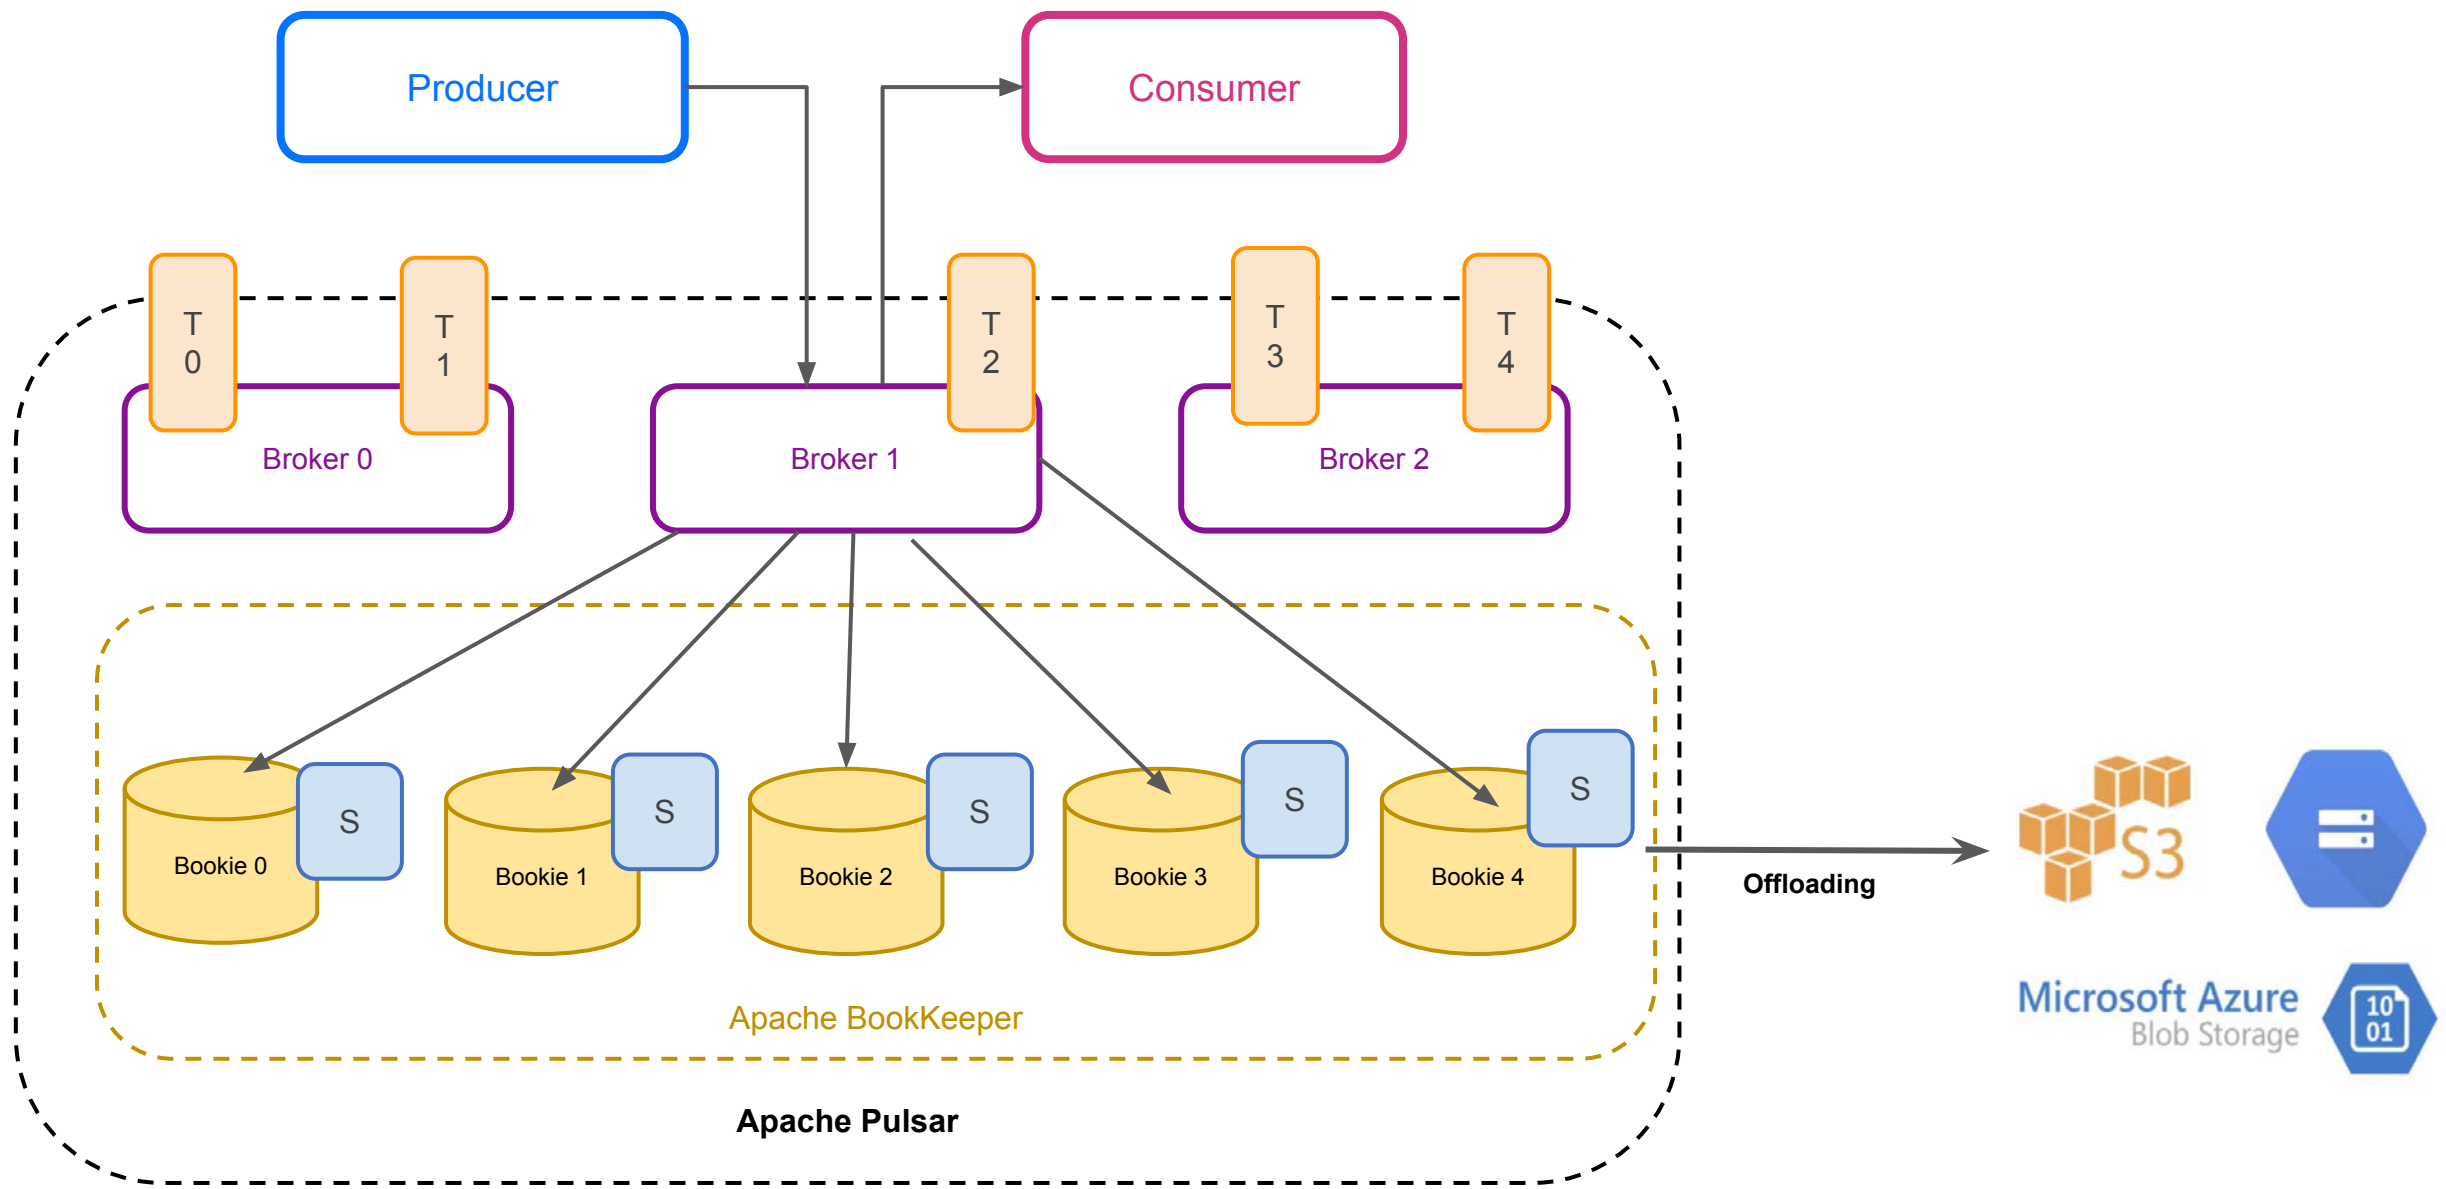 Producer
Consumer
T
0
T
1
T
2
T
3
T
4
Broker 0
Broker 1
Broker 2
S
S
S
S
S
Bookie 0
Bookie 1
Bookie 2
Bookie 3
Bookie 4
Offloading
S3
Apache BookKeeper
Microsoft Azure
Blob Storage
10
01
Apache Pulsar